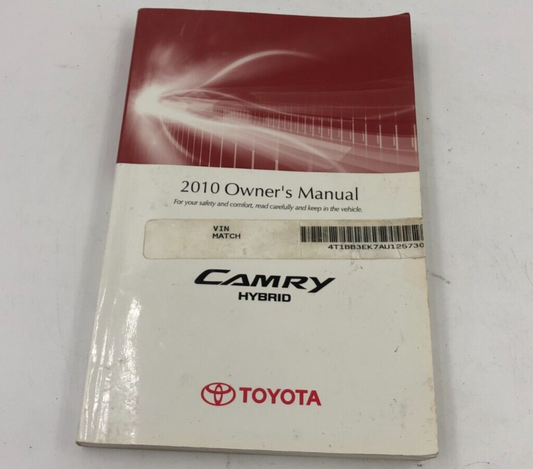 2010 Owner's Manual
For your safety and comfort, read carefully and keep in the vehicle.
VIN
MATCH
4T1BB3EK7AU125730
CAMRY
HYBRID
TOYOTA